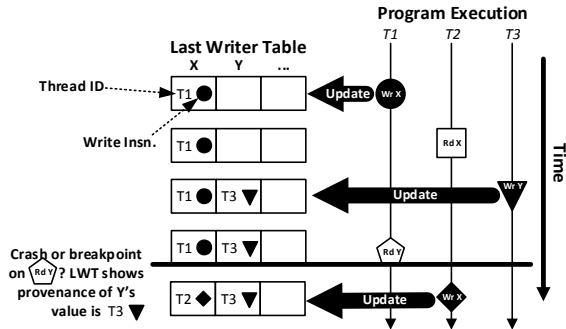 Program Execution
Last Writer Table
T1 T2 T3
X Y ...
Thread ID
T1
Update
Wr X
Write Insn.
T1
Rd X
Time
T1 T3
Update
Wr Y
T1 T3
Rd Y
Crash or breakpoint
on Rd Y ? LWT shows
provenance of Y's
value is T3
T2 T3
Update
Wr X